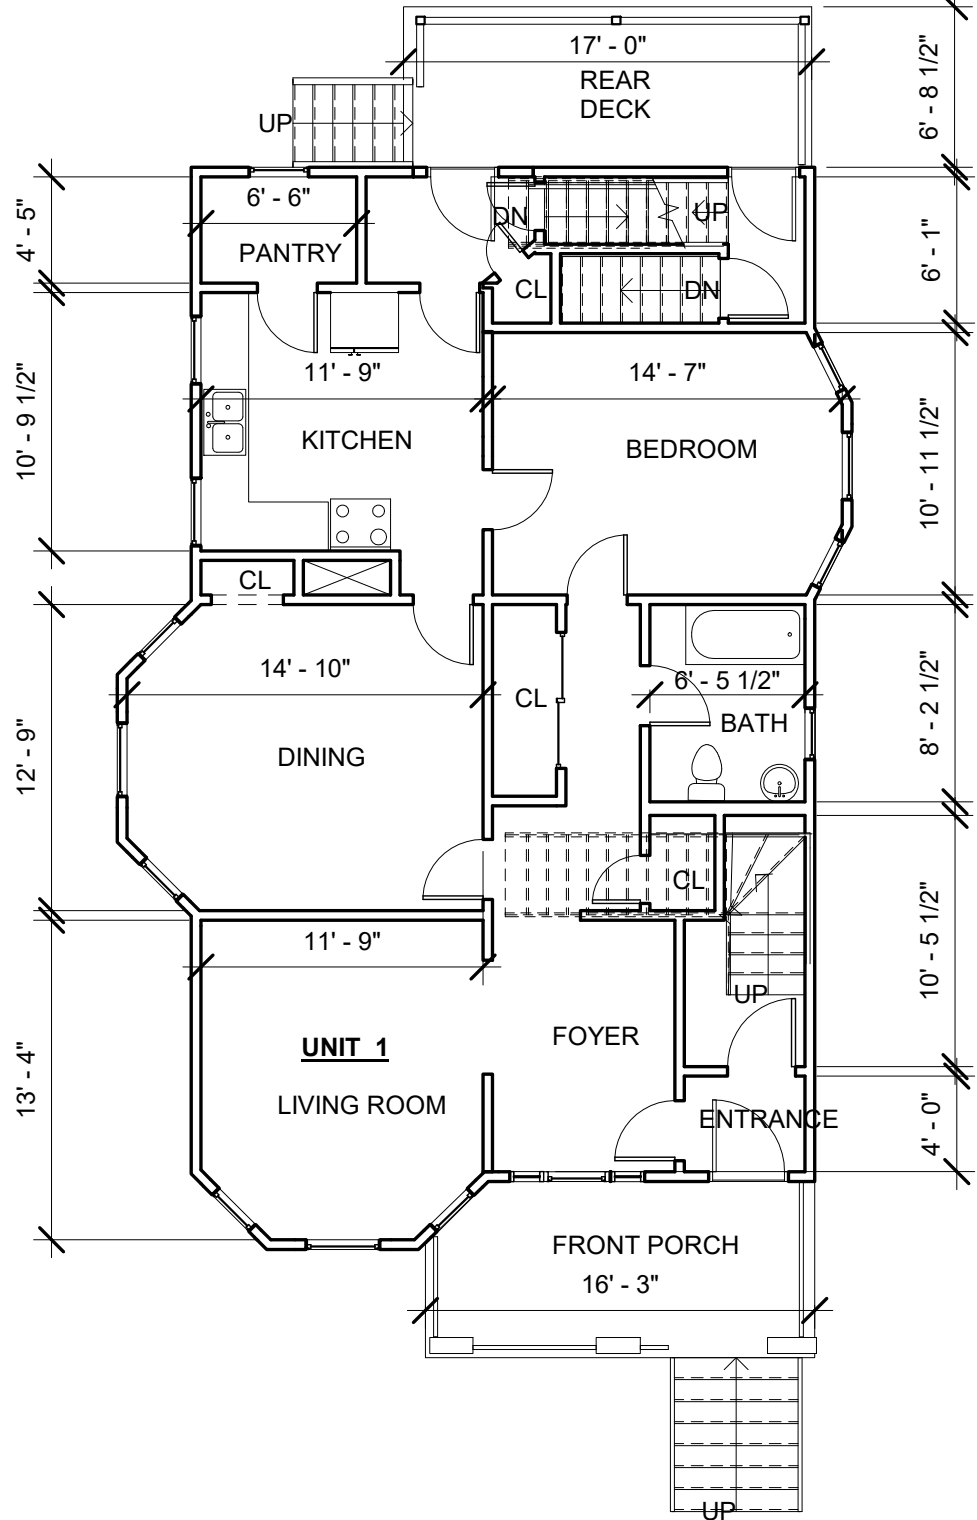 17' - 0"
REAR
DECK
6' - 8 1/2"
UP
6' - 6"
PANTRY
4' - 5"
DN
UP
6' - 1"
CL
DN
11' - 9"
14' - 7"
KITCHEN
BEDROOM
10' - 9 1/2"
10' - 11 1/2"
CL
14' - 10"
CL
6' - 5 1/2"
BATH
8' - 2 1/2"
DINING
12' - 9"
CL
11' - 9"
10' - 5 1/2"
UP
FOYER
UNIT 1
LIVING ROOM
13' - 4"
ENTRANCE
4' - 0"
FRONT PORCH
16' - 3"
UP